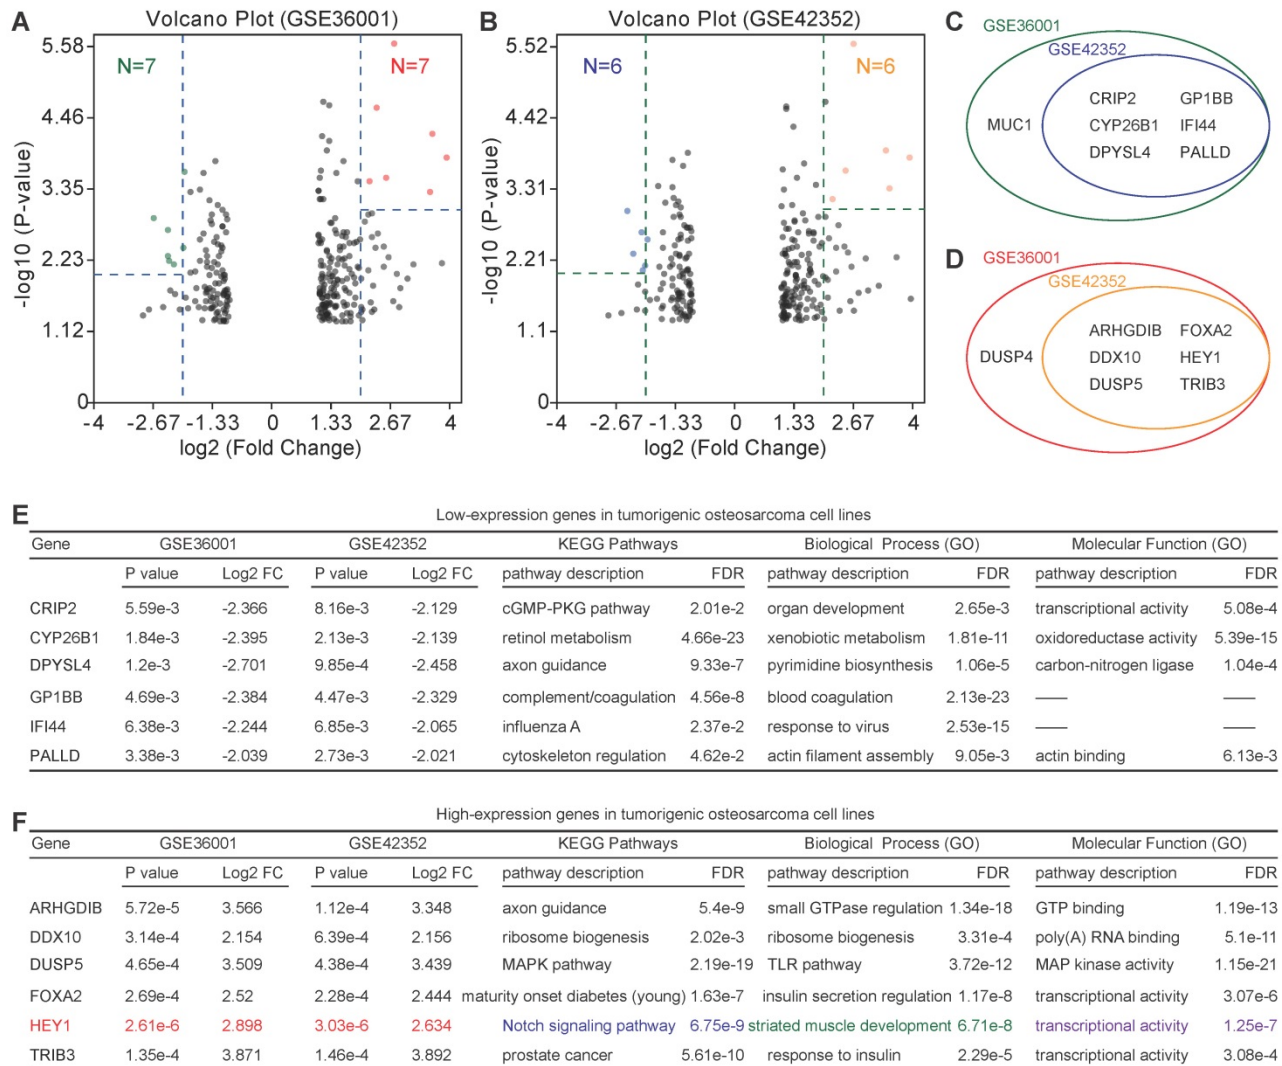 A
Volcano Plot (GSE36001)
N=7
N=7
5.58
4.46
3.35
2.23
1.12
0
-log10 (P-value)
-4
-2.67
-1.33
0
1.33
2.67
4
log2 (Fold Change)
B
Volcano Plot (GSE42352)
N=6
N=6
5.52
4.42
3.31
2.21
1.1
0
-log10 (P-value)
-4
-2.67
-1.33
0
1.33
2.67
4
log2 (Fold Change)
C
GSE36001
GSE42352
MUC1
CRIP2 GP1BB
CYP26B1 IFI44
DPYSL4 PALLD
D
GSE36001
GSE42352
DUSP4
ARHGDIB FOXA2
DDX10 HEY1
DUSP5 TRIB3
E
Low-expression genes in tumorigenic osteosarcoma cell lines
Gene GSE36001 GSE42352 KEGG Pathways Biological Process (GO) Molecular Function (GO)
P value Log2 FC P value Log2 FC pathway description FDR pathway description FDR pathway description FDR
CRIP2 5.59e-3 -2.366 8.16e-3 -2.129 cGMP-PKG pathway 2.01e-2 organ development 2.65e-3 transcriptional activity 5.08e-4
CYP26B1 1.84e-3 -2.395 2.13e-3 -2.139 retinol metabolism 4.66e-23 xenobiotic metabolism 1.81e-11 oxidoreductase activity 5.39e-15
DPYSL4 1.2e-3 -2.701 9.85e-4 -2.458 axon guidance 9.33e-7 pyrimidine biosynthesis 1.06e-5 carbon-nitrogen ligase 1.04e-4
GP1BB 4.69e-3 -2.384 4.47e-3 -2.329 complement/coagulation 4.56e-8 blood coagulation 2.13e-23 —— ——
IFI44 6.38e-3 -2.244 6.85e-3 -2.065 influenza A 2.37e-2 response to virus 2.53e-15 —— ——
PALLD 3.38e-3 -2.039 2.73e-3 -2.021 cytoskeleton regulation 4.62e-2 actin filament assembly 9.05e-3 actin binding 6.13e-3
F
High-expression genes in tumorigenic osteosarcoma cell lines
Gene GSE36001 GSE42352 KEGG Pathways Biological Process (GO) Molecular Function (GO)
P value Log2 FC P value Log2 FC pathway description FDR pathway description FDR pathway description FDR
ARHGDIB 5.72e-5 3.566 1.12e-4 3.348 axon guidance 5.4e-9 small GTPase regulation 1.34e-18 GTP binding 1.19e-13
DDX10 3.14e-4 2.154 6.39e-4 2.156 ribosome biogenesis 2.02e-3 ribosome biogenesis 3.31e-4 poly(A) RNA binding 5.1e-11
DUSP5 4.65e-4 3.509 4.38e-4 3.439 MAPK pathway 2.19e-19 TLR pathway 3.72e-12 MAP kinase activity 1.15e-21
FOXA2 2.69e-4 2.52 2.28e-4 2.444 maturity onset diabetes (young) 1.63e-7 insulin secretion regulation 1.17e-8 transcriptional activity 3.07e-6
HEY1 2.61e-6 2.898 3.03e-6 2.634 Notch signaling pathway 6.75e-9 striated muscle development 6.71e-8 transcriptional activity 1.25e-7
TRIB3 1.35e-4 3.871 1.46e-4 3.892 prostate cancer 5.61e-10 response to insulin 2.29e-5 transcriptional activity 3.08e-4